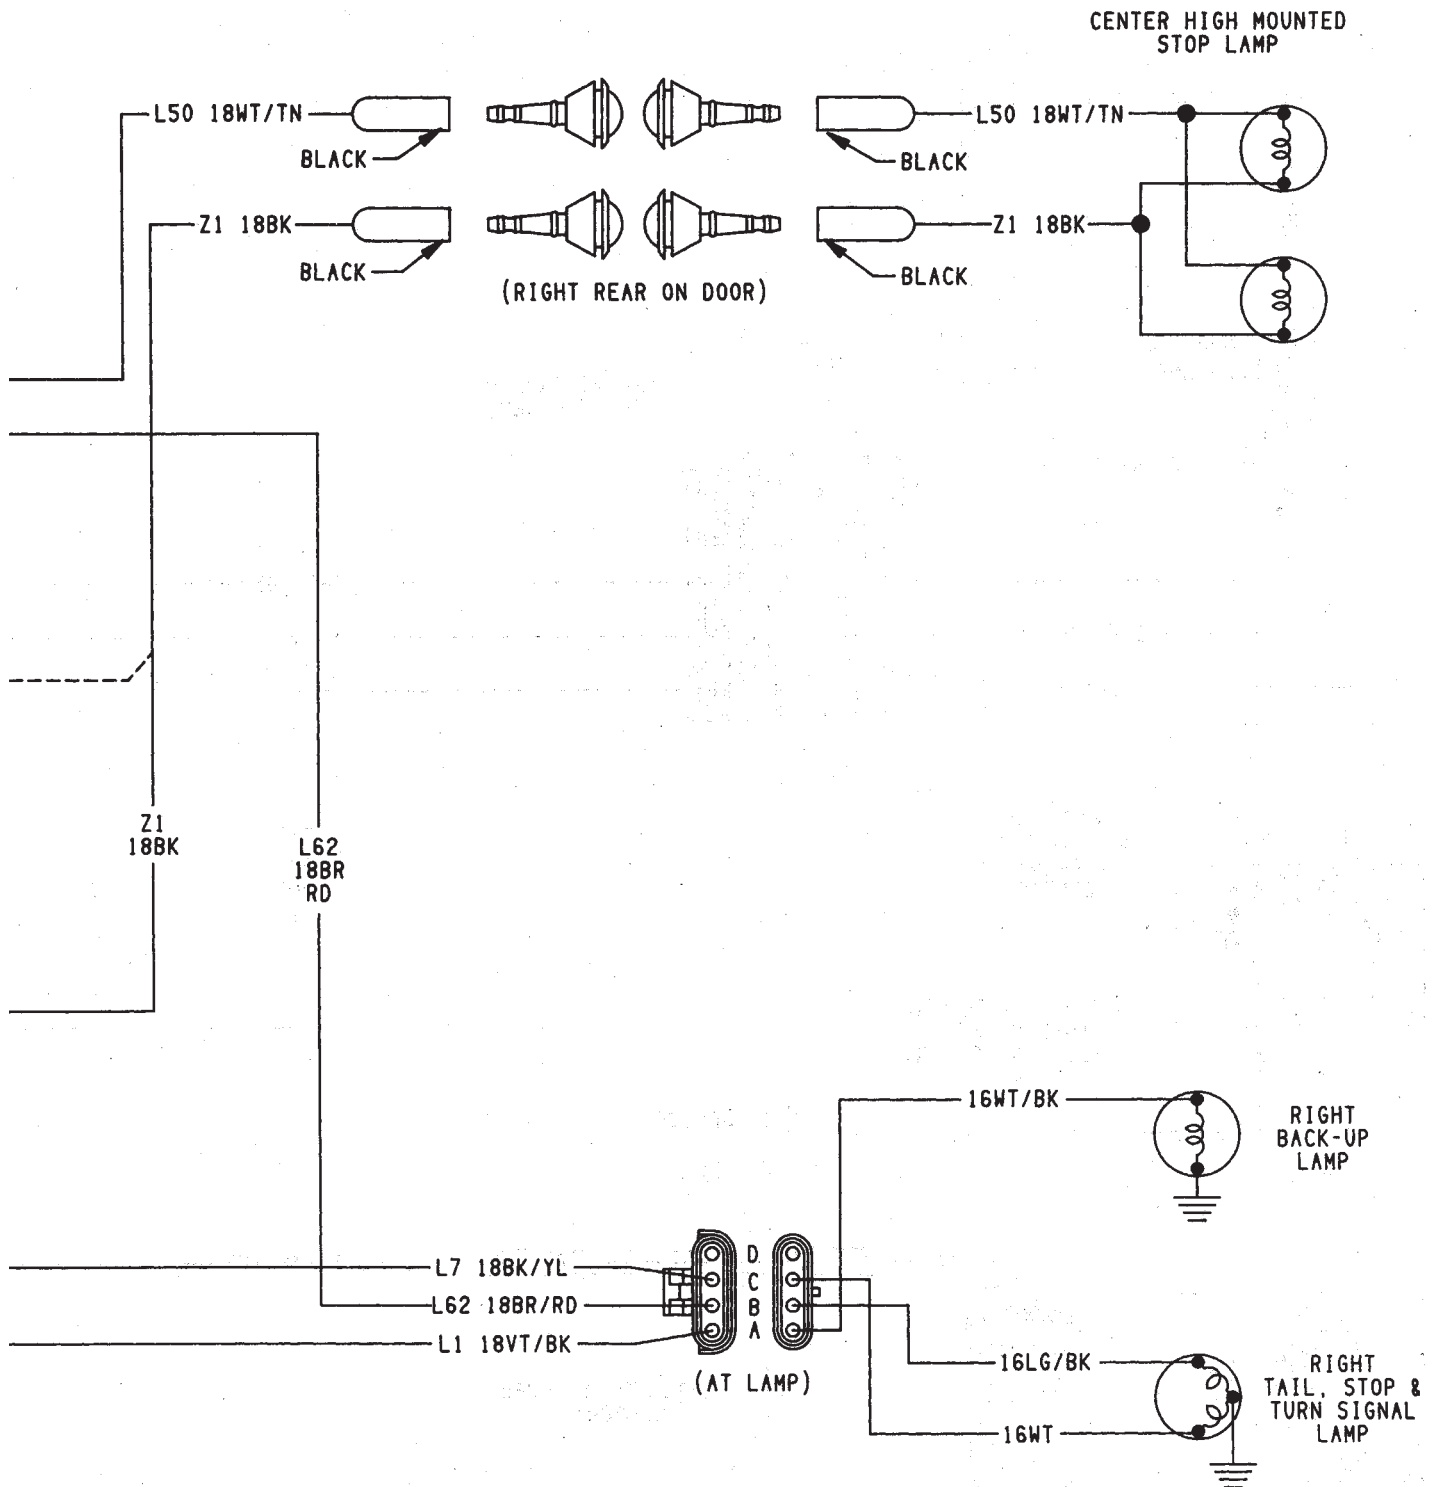 CENTER HIGH MOUNTED
STOP LAMP
L50 18WT/TN
L50 18WT/TN
BLACK
BLACK
Z1 18BK
Z1 18BK
BLACK
BLACK
(RIGHT REAR ON DOOR)
Z1
18BK
L62
18BR
RD
16WT/BK
RIGHT
BACK-UP
LAMP
D
L7 18BK/YL
C
L62 18BR/RD
B
L1 18VT/BK
A
(AT LAMP)
16LG/BK
RIGHT
TAIL, STOP &
TURN SIGNAL
LAMP
16WT